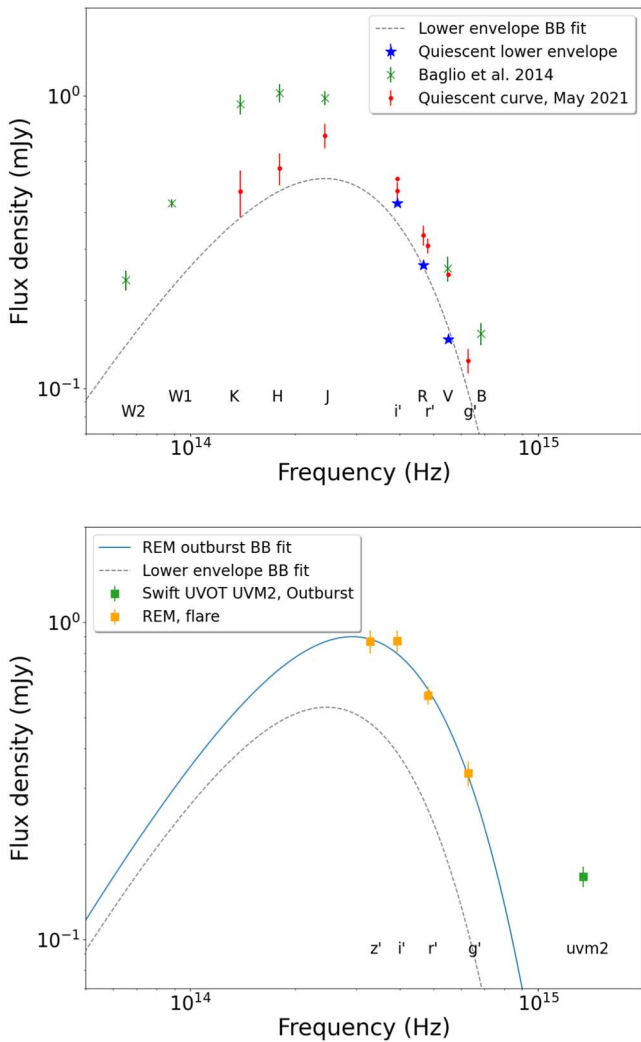 Lower envelope BB fit
Quiescent lower envelope
Baglio et al. 2014
Quiescent curve, May 2021
Flux density (mJy)
10⁰
10⁻¹
W2 W1 K H J i' R r' V g' B
10¹⁴ 10¹⁵
Frequency (Hz)
REM outburst BB fit
Lower envelope BB fit
Swift UVOT UVM2, Outburst
REM, flare
Flux density (mJy)
10⁰
10⁻¹
z' i' r' g' uvm2
10¹⁴ 10¹⁵
Frequency (Hz)